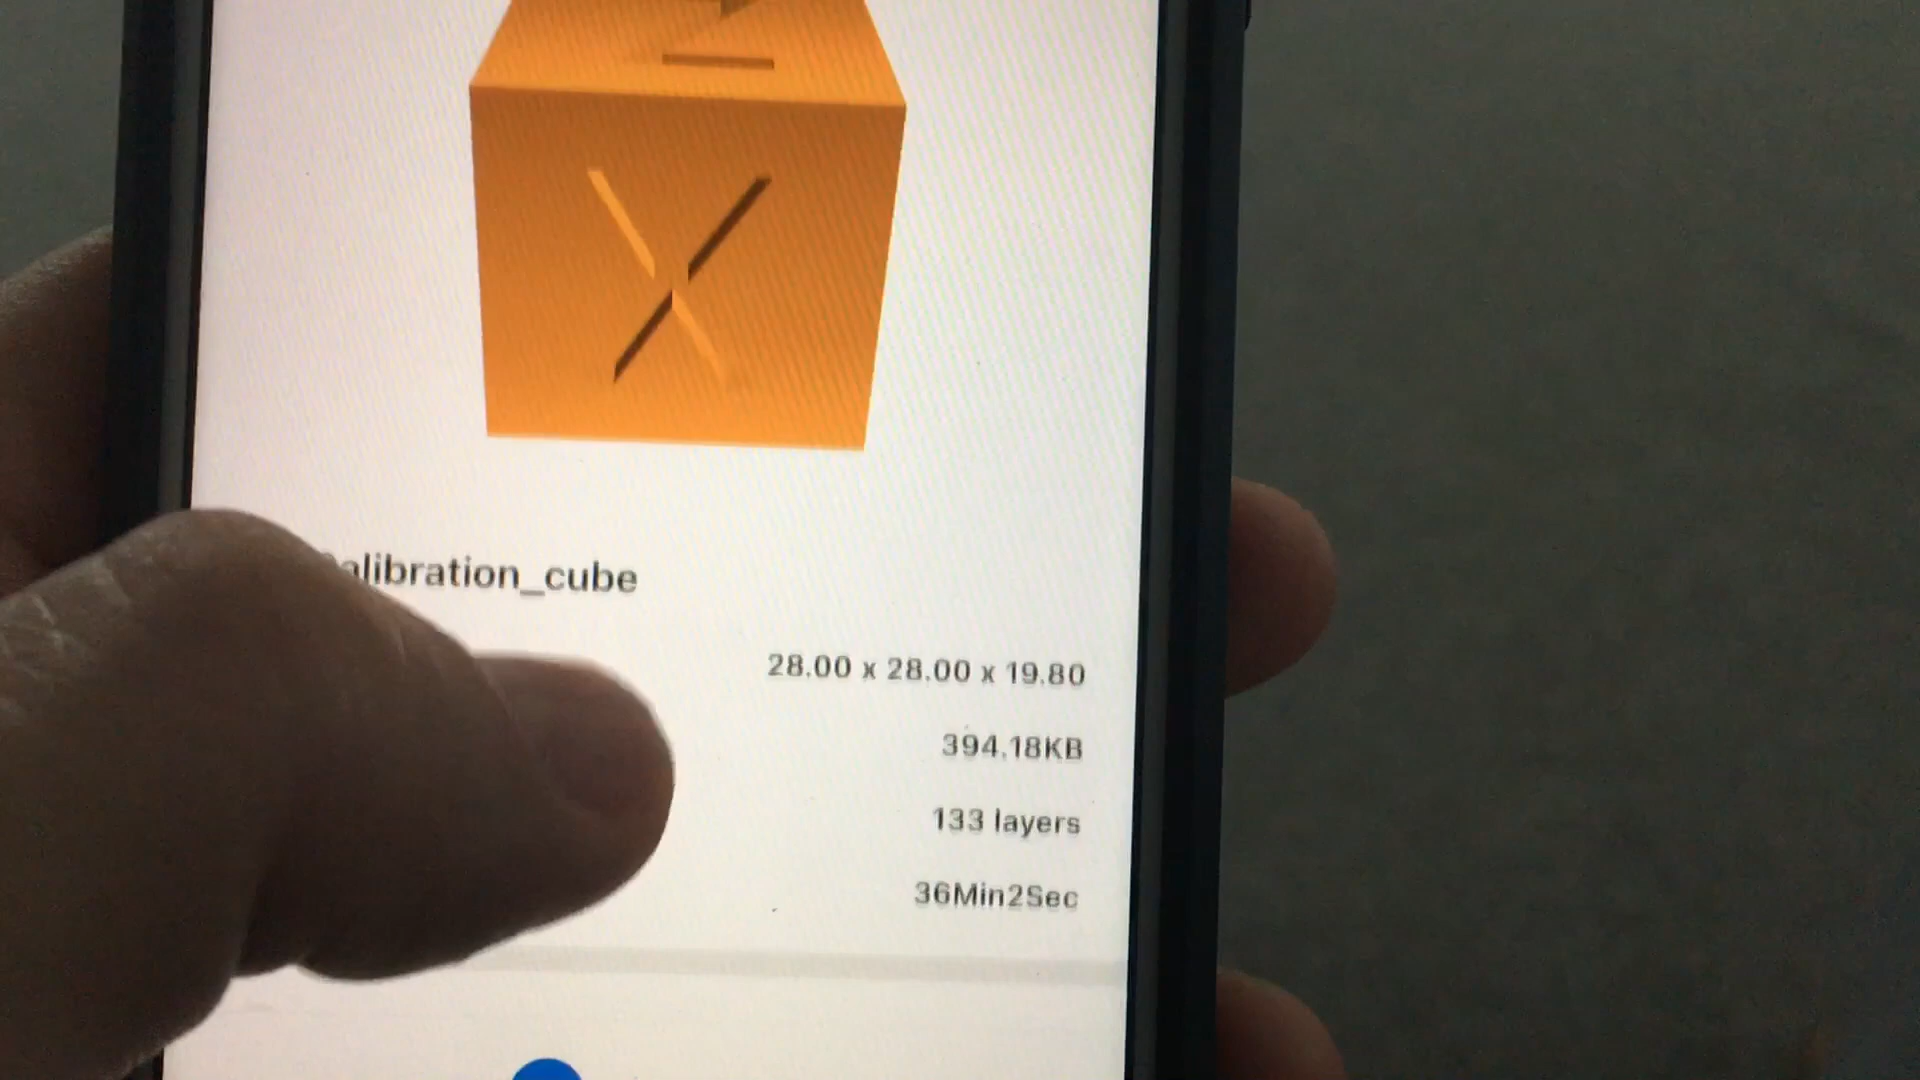 X
alibration_cube
28.00 x 28.00 x 19.80
394.18KB
133 layers
36Min2Sec